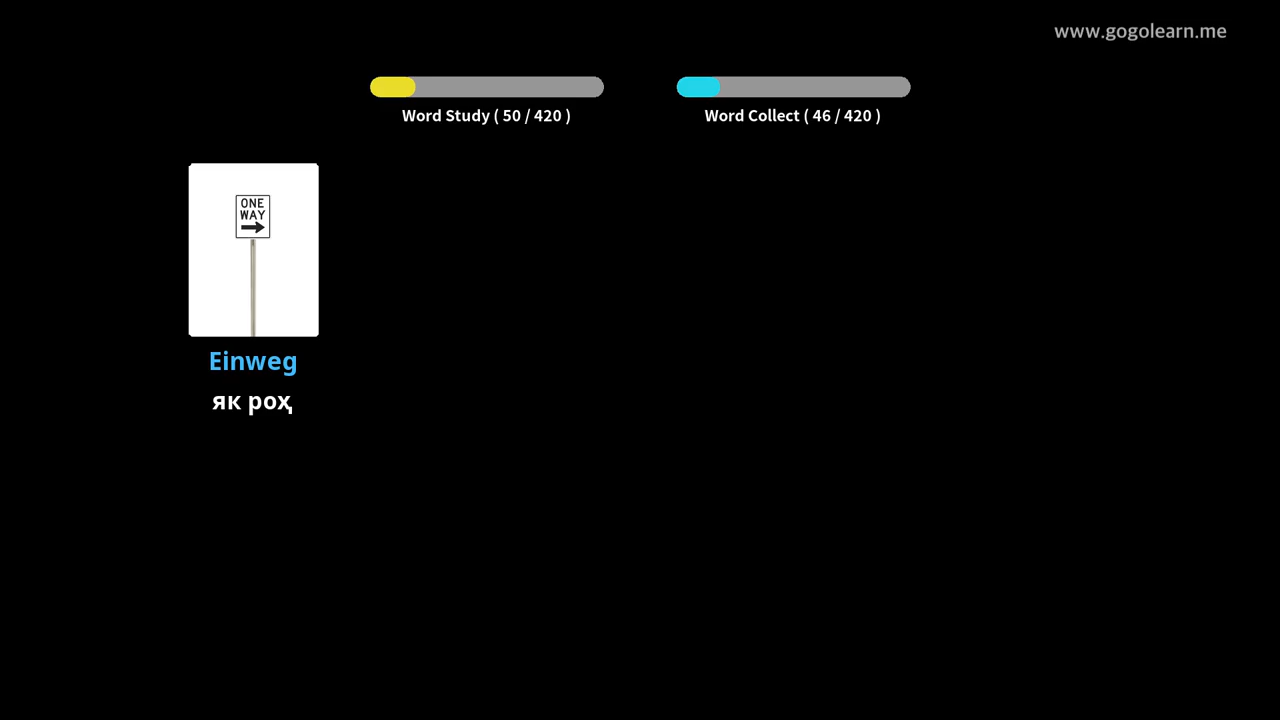 www.gogolearn.me
Word Study ( 50 / 420 )
Word Collect ( 46 / 420 )
ONE
WAY
Einweg
як роҳ